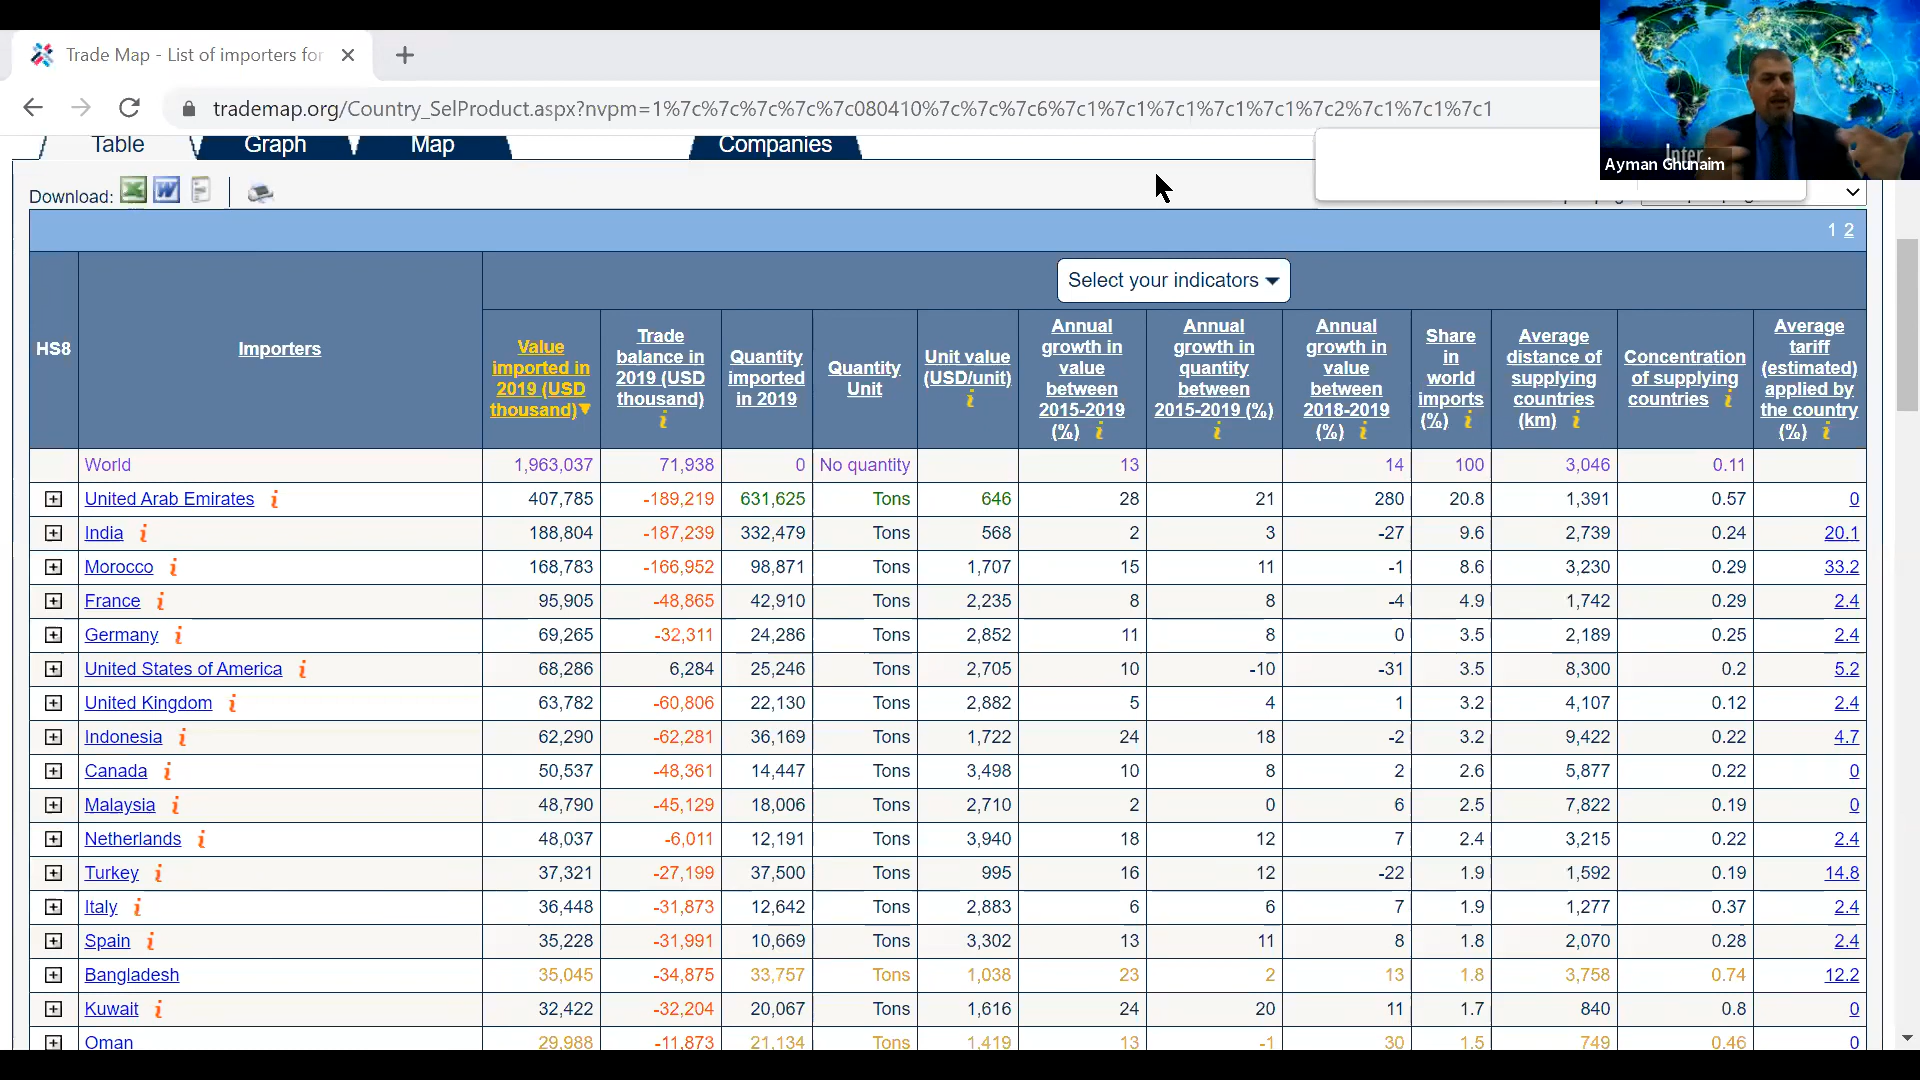 Trade Map - List of importers for
trademap.org/Country_SelProduct.aspx?nvpm=1%7c%7c%7c%7c%7c080410%7c%7c%7c6%7c1%7c1%7c1%7c1%7c1%7c2%7c1%7c1%7c1
Ayman Ghunaim
Table Graph Map Companies
Download:
1 2
Select your indicators
HS8
Importers
Value imported in 2019 (USD thousand)▼
Trade balance in 2019 (USD thousand) i
Quantity imported in 2019
Quantity Unit
Unit value (USD/unit) i
Annual growth in value between 2015-2019 (%) i
Annual growth in quantity between 2015-2019 (%) i
Annual growth in value between 2018-2019 (%) i
Share in world imports (%) i
Average distance of supplying countries (km) i
Concentration of supplying countries i
Average tariff (estimated) applied by the country (%) i
World 1,963,037 71,938 0 No quantity 13 14 100 3,046 0.11
United Arab Emirates i 407,785 -189,219 631,625 Tons 646 28 21 280 20.8 1,391 0.57 0
India i 188,804 -187,239 332,479 Tons 568 2 3 -27 9.6 2,739 0.24 20.1
Morocco i 168,783 -166,952 98,871 Tons 1,707 15 11 -1 8.6 3,230 0.29 33.2
France i 95,905 -48,865 42,910 Tons 2,235 8 8 -4 4.9 1,742 0.29 2.4
Germany i 69,265 -32,311 24,286 Tons 2,852 11 8 0 3.5 2,189 0.25 2.4
United States of America i 68,286 6,284 25,246 Tons 2,705 10 -10 -31 3.5 8,300 0.2 5.2
United Kingdom i 63,782 -60,806 22,130 Tons 2,882 5 4 1 3.2 4,107 0.12 2.4
Indonesia i 62,290 -62,281 36,169 Tons 1,722 24 18 -2 3.2 9,422 0.22 4.7
Canada i 50,537 -48,361 14,447 Tons 3,498 10 8 2 2.6 5,877 0.22 0
Malaysia i 48,790 -45,129 18,006 Tons 2,710 2 0 6 2.5 7,822 0.19 0
Netherlands i 48,037 -6,011 12,191 Tons 3,940 18 12 7 2.4 3,215 0.22 2.4
Turkey i 37,321 -27,199 37,500 Tons 995 16 12 -22 1.9 1,592 0.19 14.8
Italy i 36,448 -31,873 12,642 Tons 2,883 6 6 7 1.9 1,277 0.37 2.4
Spain i 35,228 -31,991 10,669 Tons 3,302 13 11 8 1.8 2,070 0.28 2.4
Bangladesh 35,045 -34,875 33,757 Tons 1,038 23 2 13 1.8 3,758 0.74 12.2
Kuwait i 32,422 -32,204 20,067 Tons 1,616 24 20 11 1.7 840 0.8 0
Oman 29,988 -11,873 21,134 Tons 1,419 13 -1 30 1.5 749 0.46 0